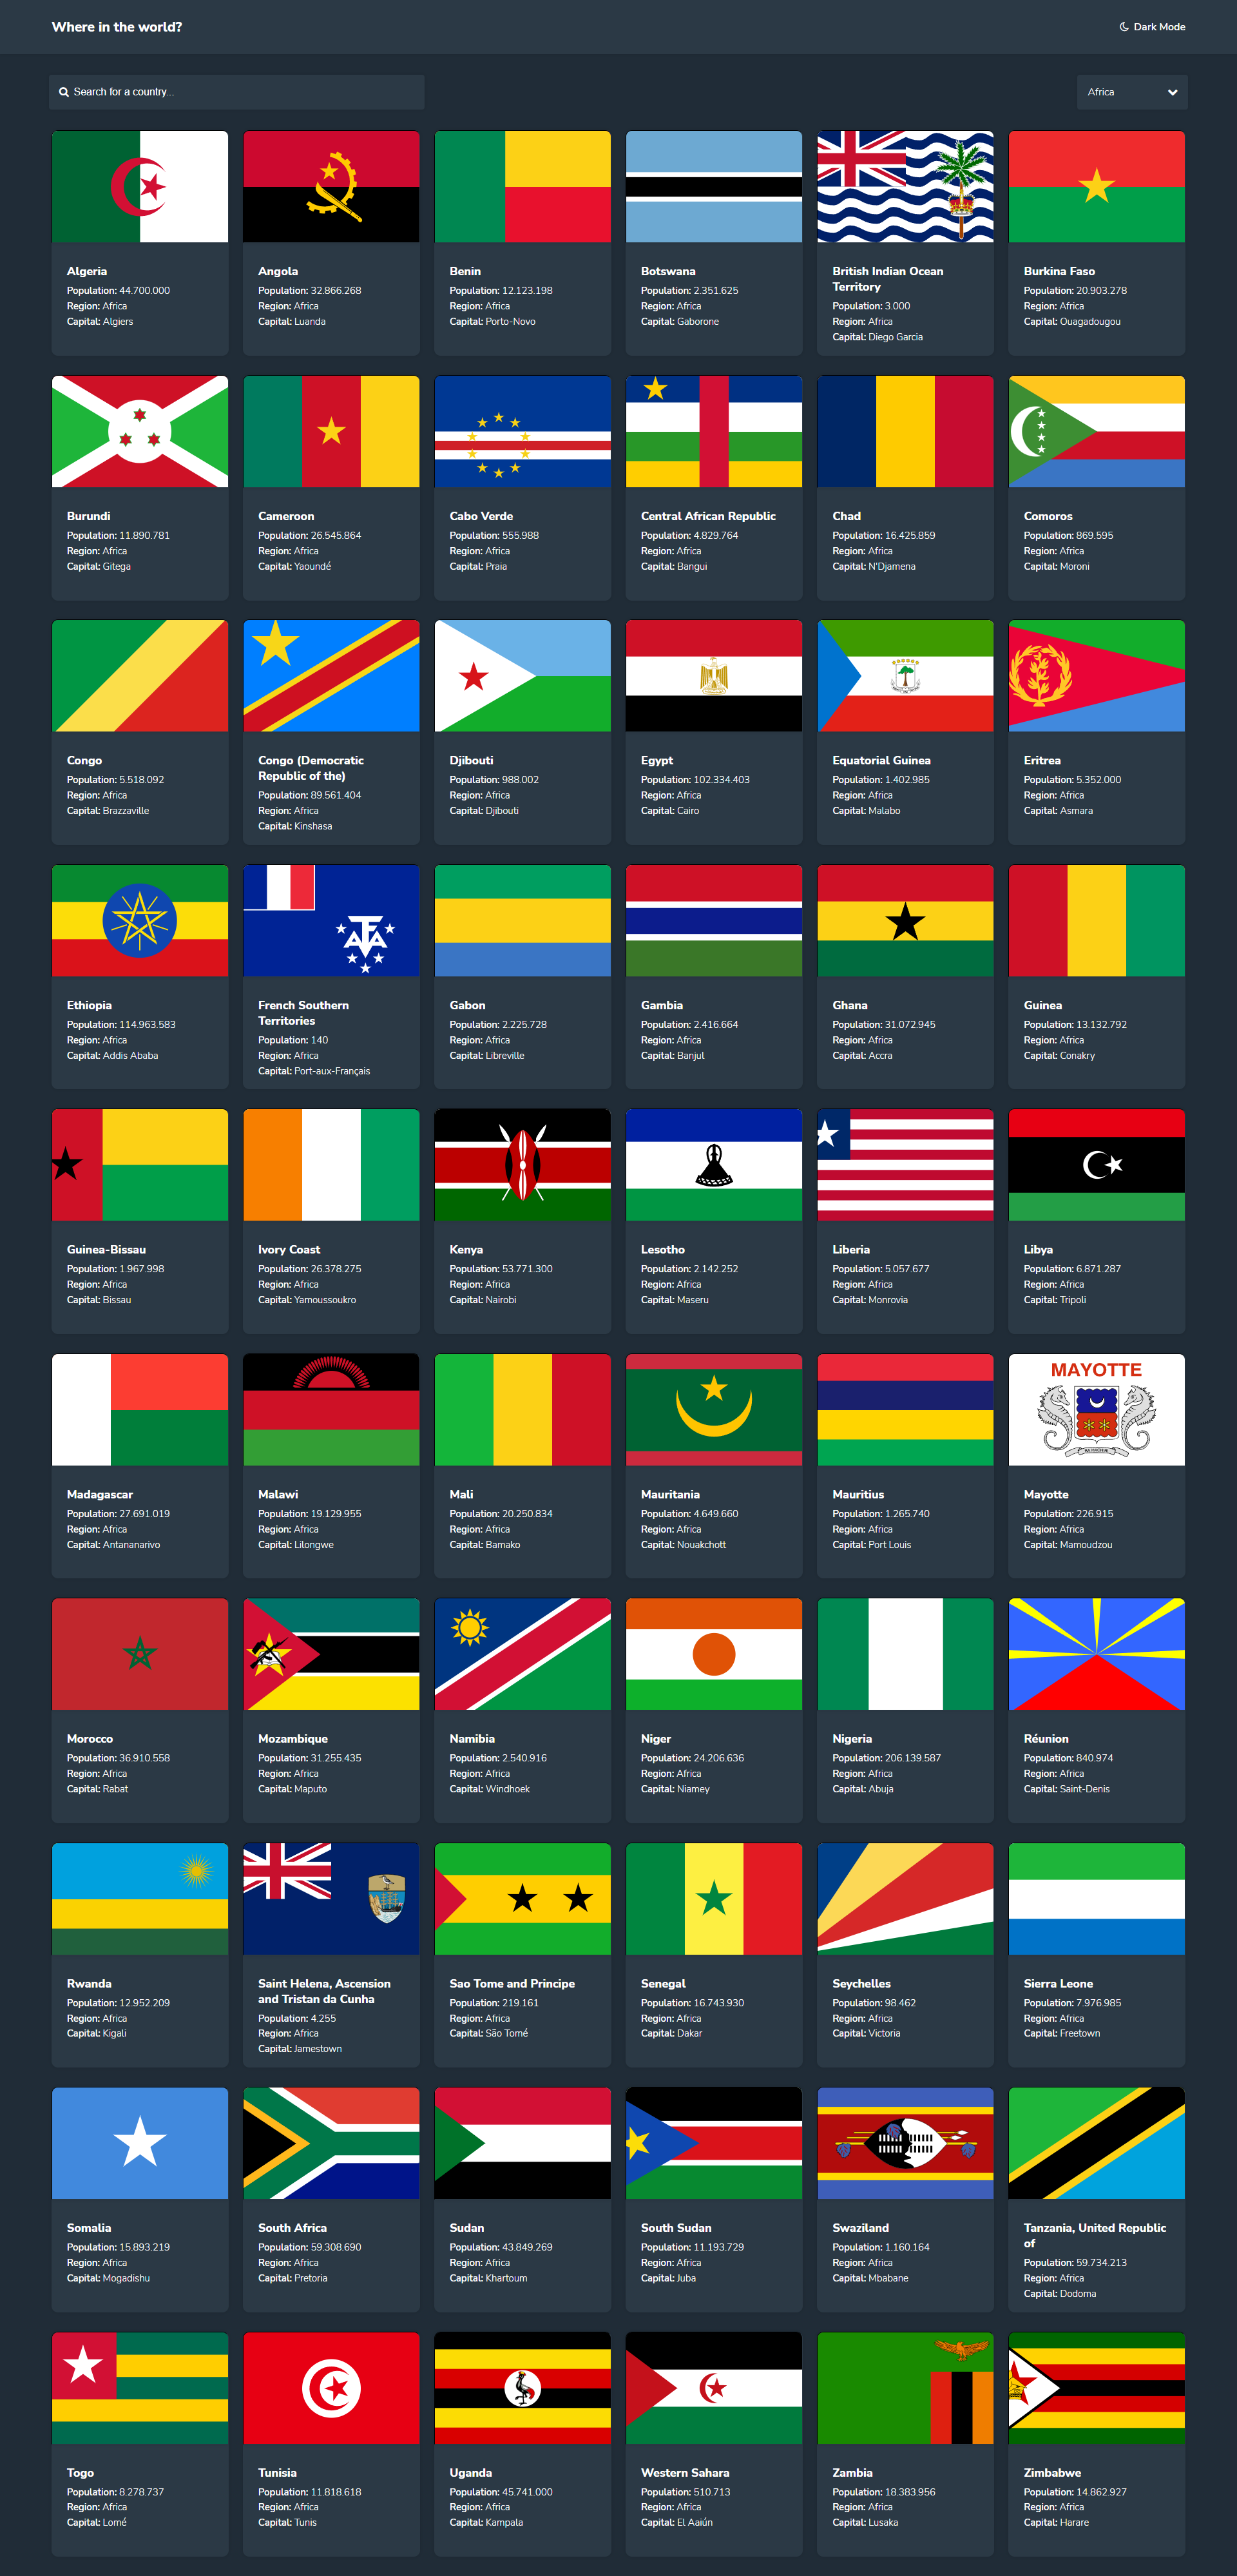 Where in the world?
Dark Mode
Search for a country...
Africa
Algeria
Population: 44.700.000
Region: Africa
Capital: Algiers
Angola
Population: 32.866.268
Region: Africa
Capital: Luanda
Benin
Population: 12.123.198
Region: Africa
Capital: Porto-Novo
Botswana
Population: 2.351.625
Region: Africa
Capital: Gaborone
British Indian Ocean
Territory
Population: 3.000
Region: Africa
Capital: Diego Garcia
Burkina Faso
Population: 20.903.278
Region: Africa
Capital: Ouagadougou
Burundi
Population: 11.890.781
Region: Africa
Capital: Gitega
Cameroon
Population: 26.545.864
Region: Africa
Capital: Yaoundé
Cabo Verde
Population: 555.988
Region: Africa
Capital: Praia
Central African Republic
Population: 4.829.764
Region: Africa
Capital: Bangui
Chad
Population: 16.425.859
Region: Africa
Capital: N'Djamena
Comoros
Population: 869.595
Region: Africa
Capital: Moroni
Congo
Population: 5.518.092
Region: Africa
Capital: Brazzaville
Congo (Democratic
Republic of the)
Population: 89.561.404
Region: Africa
Capital: Kinshasa
Djibouti
Population: 988.002
Region: Africa
Capital: Djibouti
Egypt
Population: 102.334.403
Region: Africa
Capital: Cairo
Equatorial Guinea
Population: 1.402.985
Region: Africa
Capital: Malabo
Eritrea
Population: 5.352.000
Region: Africa
Capital: Asmara
Ethiopia
Population: 114.963.583
Region: Africa
Capital: Addis Ababa
French Southern
Territories
Population: 140
Region: Africa
Capital: Port-aux-Français
Gabon
Population: 2.225.728
Region: Africa
Capital: Libreville
Gambia
Population: 2.416.664
Region: Africa
Capital: Banjul
Ghana
Population: 31.072.945
Region: Africa
Capital: Accra
Guinea
Population: 13.132.792
Region: Africa
Capital: Conakry
Guinea-Bissau
Population: 1.967.998
Region: Africa
Capital: Bissau
Ivory Coast
Population: 26.378.275
Region: Africa
Capital: Yamoussoukro
Kenya
Population: 53.771.300
Region: Africa
Capital: Nairobi
Lesotho
Population: 2.142.252
Region: Africa
Capital: Maseru
Liberia
Population: 5.057.677
Region: Africa
Capital: Monrovia
Libya
Population: 6.871.287
Region: Africa
Capital: Tripoli
MAYOTTE
Madagascar
Population: 27.691.019
Region: Africa
Capital: Antananarivo
Malawi
Population: 19.129.955
Region: Africa
Capital: Lilongwe
Mali
Population: 20.250.834
Region: Africa
Capital: Bamako
Mauritania
Population: 4.649.660
Region: Africa
Capital: Nouakchott
Mauritius
Population: 1.265.740
Region: Africa
Capital: Port Louis
Mayotte
Population: 226.915
Region: Africa
Capital: Mamoudzou
Morocco
Population: 36.910.558
Region: Africa
Capital: Rabat
Mozambique
Population: 31.255.435
Region: Africa
Capital: Maputo
Namibia
Population: 2.540.916
Region: Africa
Capital: Windhoek
Niger
Population: 24.206.636
Region: Africa
Capital: Niamey
Nigeria
Population: 206.139.587
Region: Africa
Capital: Abuja
Réunion
Population: 840.974
Region: Africa
Capital: Saint-Denis
Rwanda
Population: 12.952.209
Region: Africa
Capital: Kigali
Saint Helena, Ascension
and Tristan da Cunha
Population: 4.255
Region: Africa
Capital: Jamestown
Sao Tome and Principe
Population: 219.161
Region: Africa
Capital: São Tomé
Senegal
Population: 16.743.930
Region: Africa
Capital: Dakar
Seychelles
Population: 98.462
Region: Africa
Capital: Victoria
Sierra Leone
Population: 7.976.985
Region: Africa
Capital: Freetown
Somalia
Population: 15.893.219
Region: Africa
Capital: Mogadishu
South Africa
Population: 59.308.690
Region: Africa
Capital: Pretoria
Sudan
Population: 43.849.269
Region: Africa
Capital: Khartoum
South Sudan
Population: 11.193.729
Region: Africa
Capital: Juba
Swaziland
Population: 1.160.164
Region: Africa
Capital: Mbabane
Tanzania, United Republic
of
Population: 59.734.213
Region: Africa
Capital: Dodoma
Togo
Population: 8.278.737
Region: Africa
Capital: Lomé
Tunisia
Population: 11.818.618
Region: Africa
Capital: Tunis
Uganda
Population: 45.741.000
Region: Africa
Capital: Kampala
Western Sahara
Population: 510.713
Region: Africa
Capital: El Aaiún
Zambia
Population: 18.383.956
Region: Africa
Capital: Lusaka
Zimbabwe
Population: 14.862.927
Region: Africa
Capital: Harare